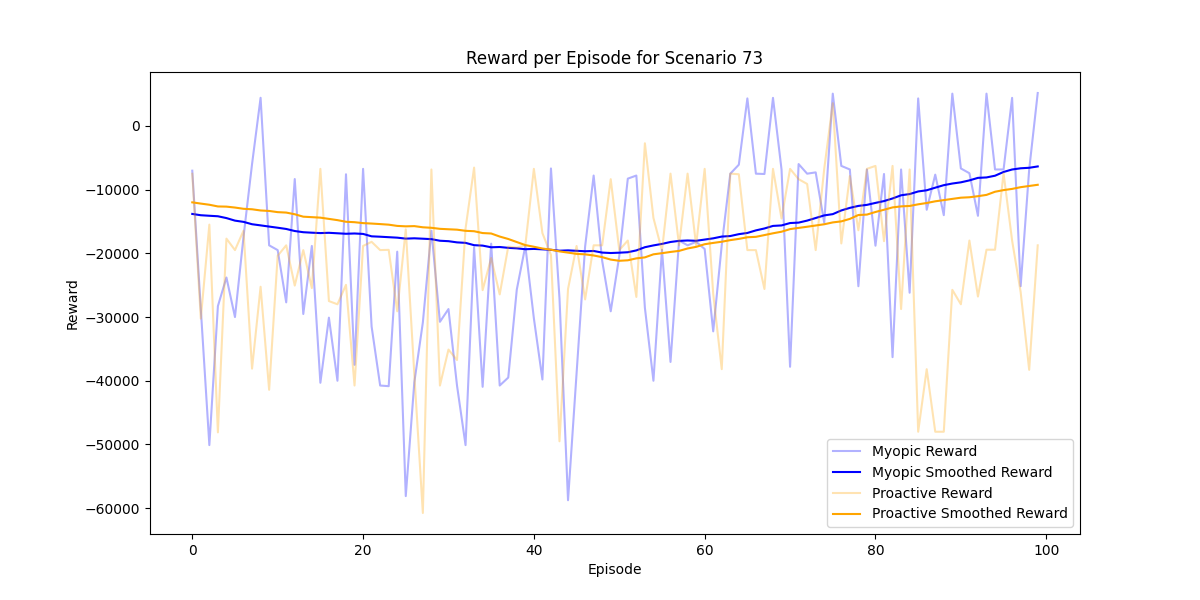 Reward per Episode for Scenario 73
Reward
0
−10000
−20000
−30000
−40000
−50000
−60000
0 20 40 60 80 100
Episode
Myopic Reward
Myopic Smoothed Reward
Proactive Reward
Proactive Smoothed Reward